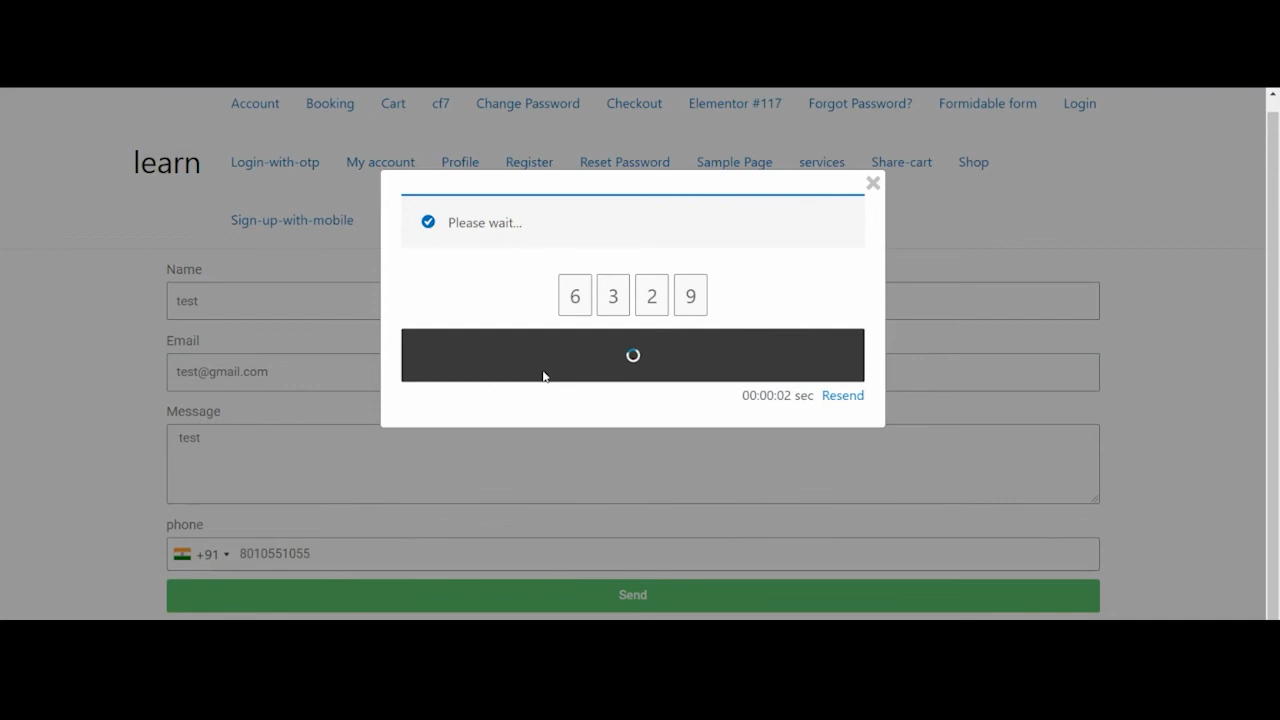 Account Booking Cart cf7 Change Password Checkout Elementor #117 Forgot Password? Formidable form Login
learn Login-with-otp My account Profile Register Reset Password Sample Page services Share-cart Shop
Sign-up-with-mobile
Please wait...
6 3 2 9
00:00:02 sec Resend
Name
test
Email
test@gmail.com
Message
test
phone
+91 8010551055
Send